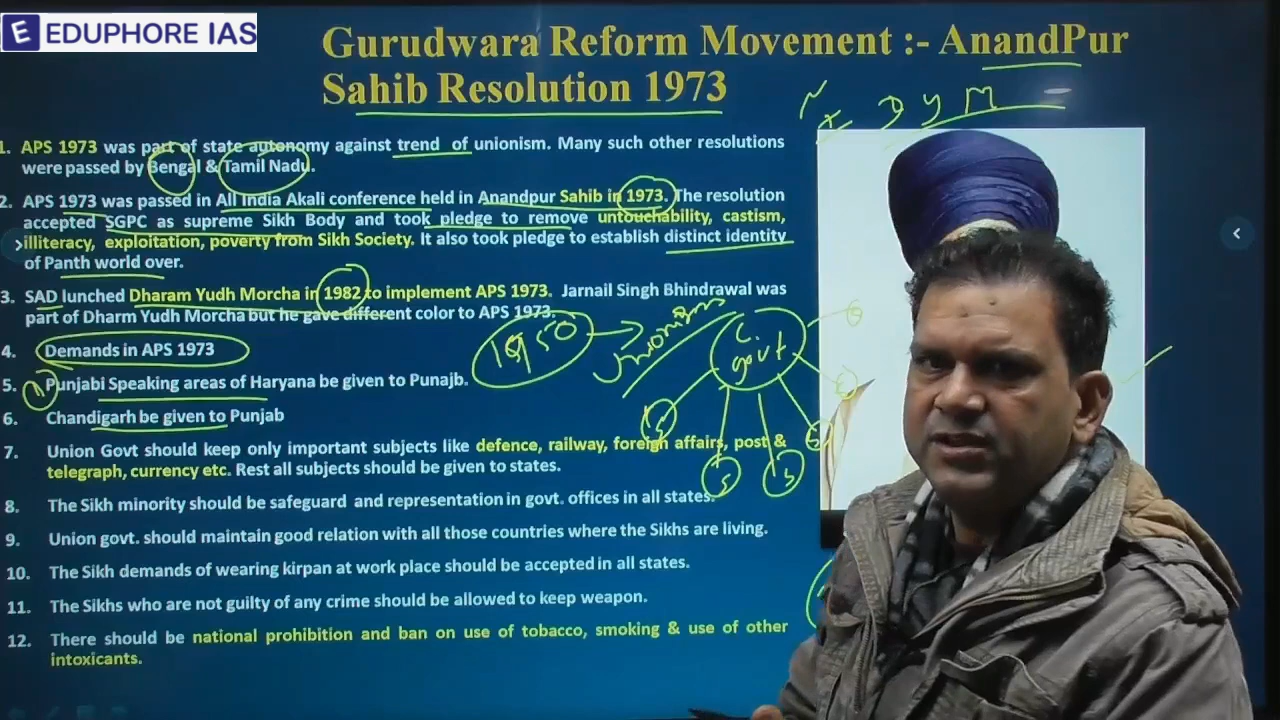 E EDUPHORE IAS
Gurudwara Reform Movement :- AnandPur
Sahib Resolution 1973
D Y M
1. APS 1973 was part of state autonomy against trend of unionism. Many such other resolutions
were passed by Bengal & Tamil Nadu.
2. APS 1973 was passed in All India Akali conference held in Anandpur Sahib in 1973. The resolution
accepted SGPC as supreme Sikh Body and took pledge to remove untouchability, castism,
illiteracy, exploitation, poverty from Sikh Society. It also took pledge to establish distinct identity
of Panth world over.
3. SAD lunched Dharam Yudh Morcha in 1982 to implement APS 1973. Jarnail Singh Bhindrawal was
part of Dharm Yudh Morcha but he gave different color to APS 1973.
1950
Unionism
C
govt
S
S
S
S
4. Demands in APS 1973
5. Punjabi Speaking areas of Haryana be given to Punajb.
6. Chandigarh be given to Punjab
7. Union Govt should keep only important subjects like defence, railway, foreign affairs, post &
telegraph, currency etc. Rest all subjects should be given to states.
8. The Sikh minority should be safeguard and representation in govt. offices in all states.
9. Union govt. should maintain good relation with all those countries where the Sikhs are living.
10. The Sikh demands of wearing kirpan at work place should be accepted in all states.
11. The Sikhs who are not guilty of any crime should be allowed to keep weapon.
12. There should be national prohibition and ban on use of tobacco, smoking & use of other
intoxicants.